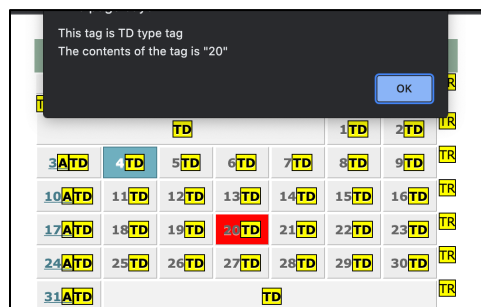 This tag is TD type tag
The contents of the tag is "20"
OK
TD 1TD 2TD TR
3ATD 4TD 5TD 6TD 7TD 8TD 9TD TR
10ATD 11TD 12TD 13TD 14TD 15TD 16TD TR
17ATD 18TD 19TD 20TD 21TD 22TD 23TD TR
24ATD 25TD 26TD 27TD 28TD 29TD 30TD TR
31ATD TD TR